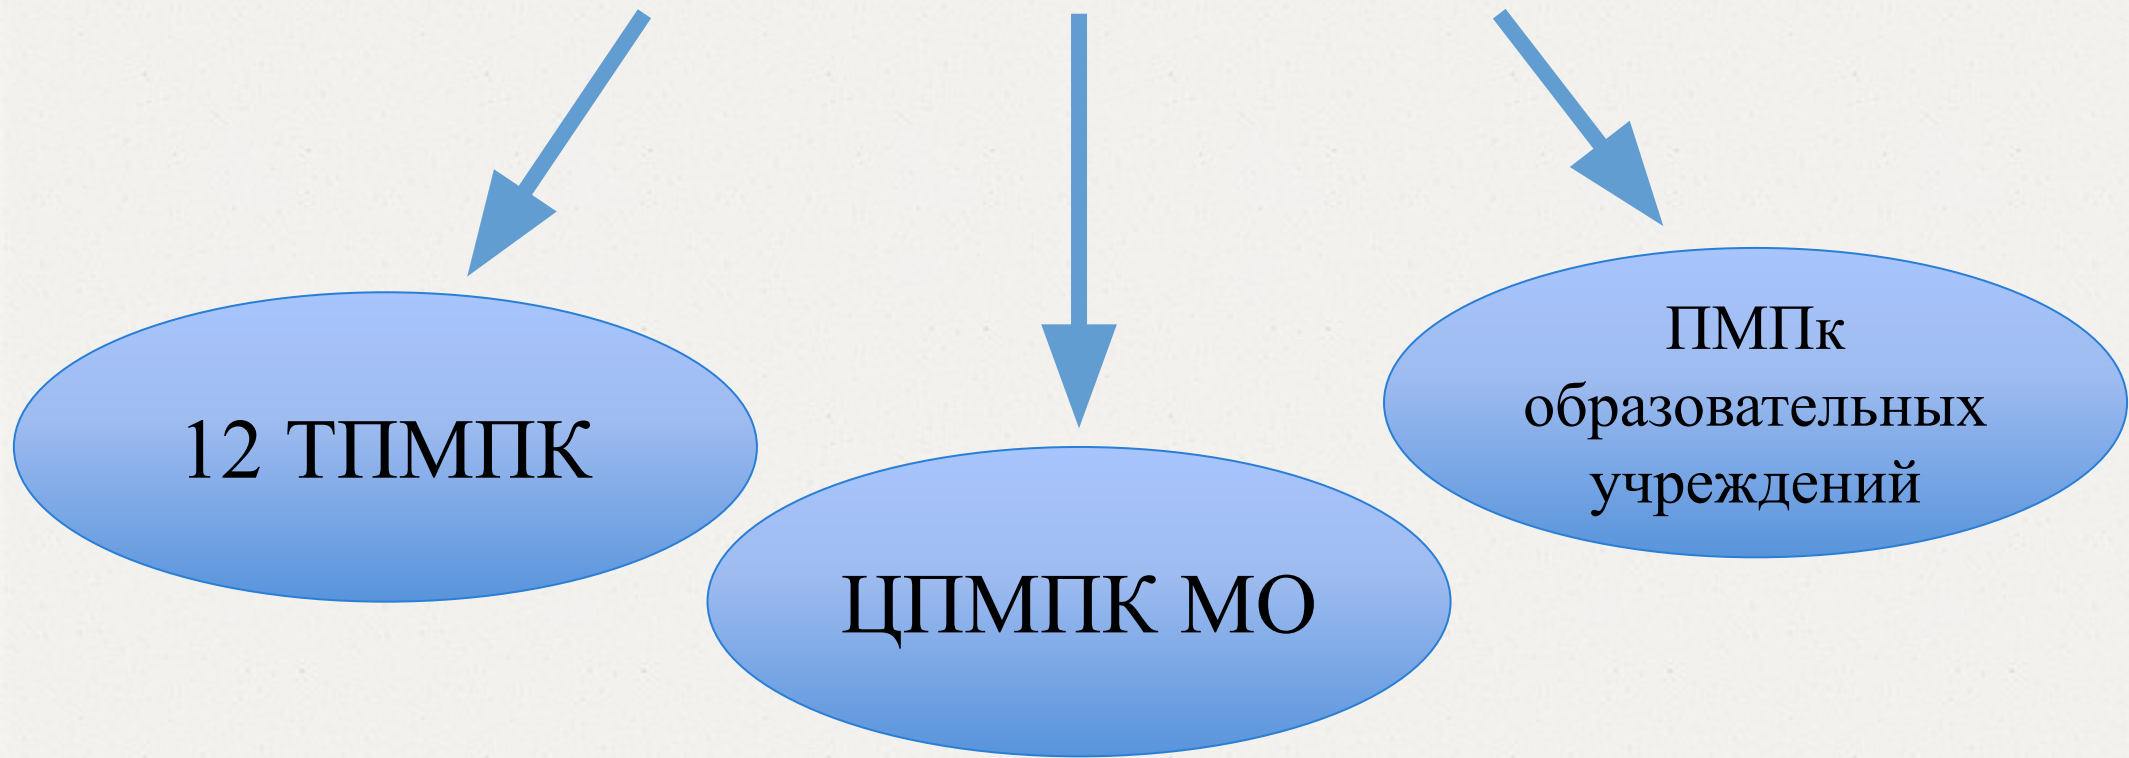 12 ТПМПК
ЦПМПК МО
ПМПк
образовательных
учреждений